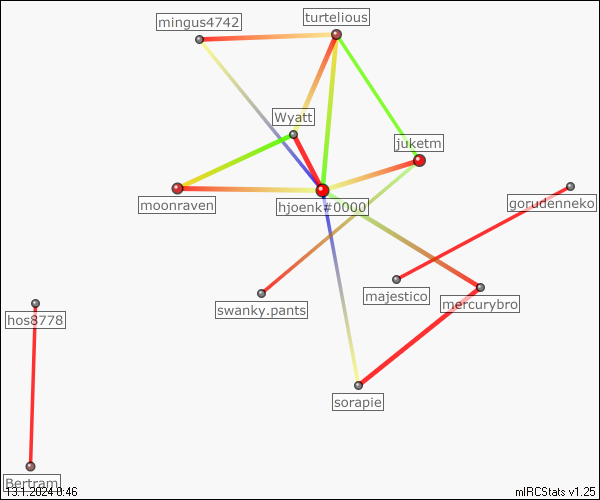 mingus4742
turtelious
Wyatt
juketm
moonraven
hjoenk#0000
gorudenneko
swanky.pants
majestico
mercurybro
hos8778
sorapie
Bertram
13.1.2024 0:46
mIRCStats v1.25